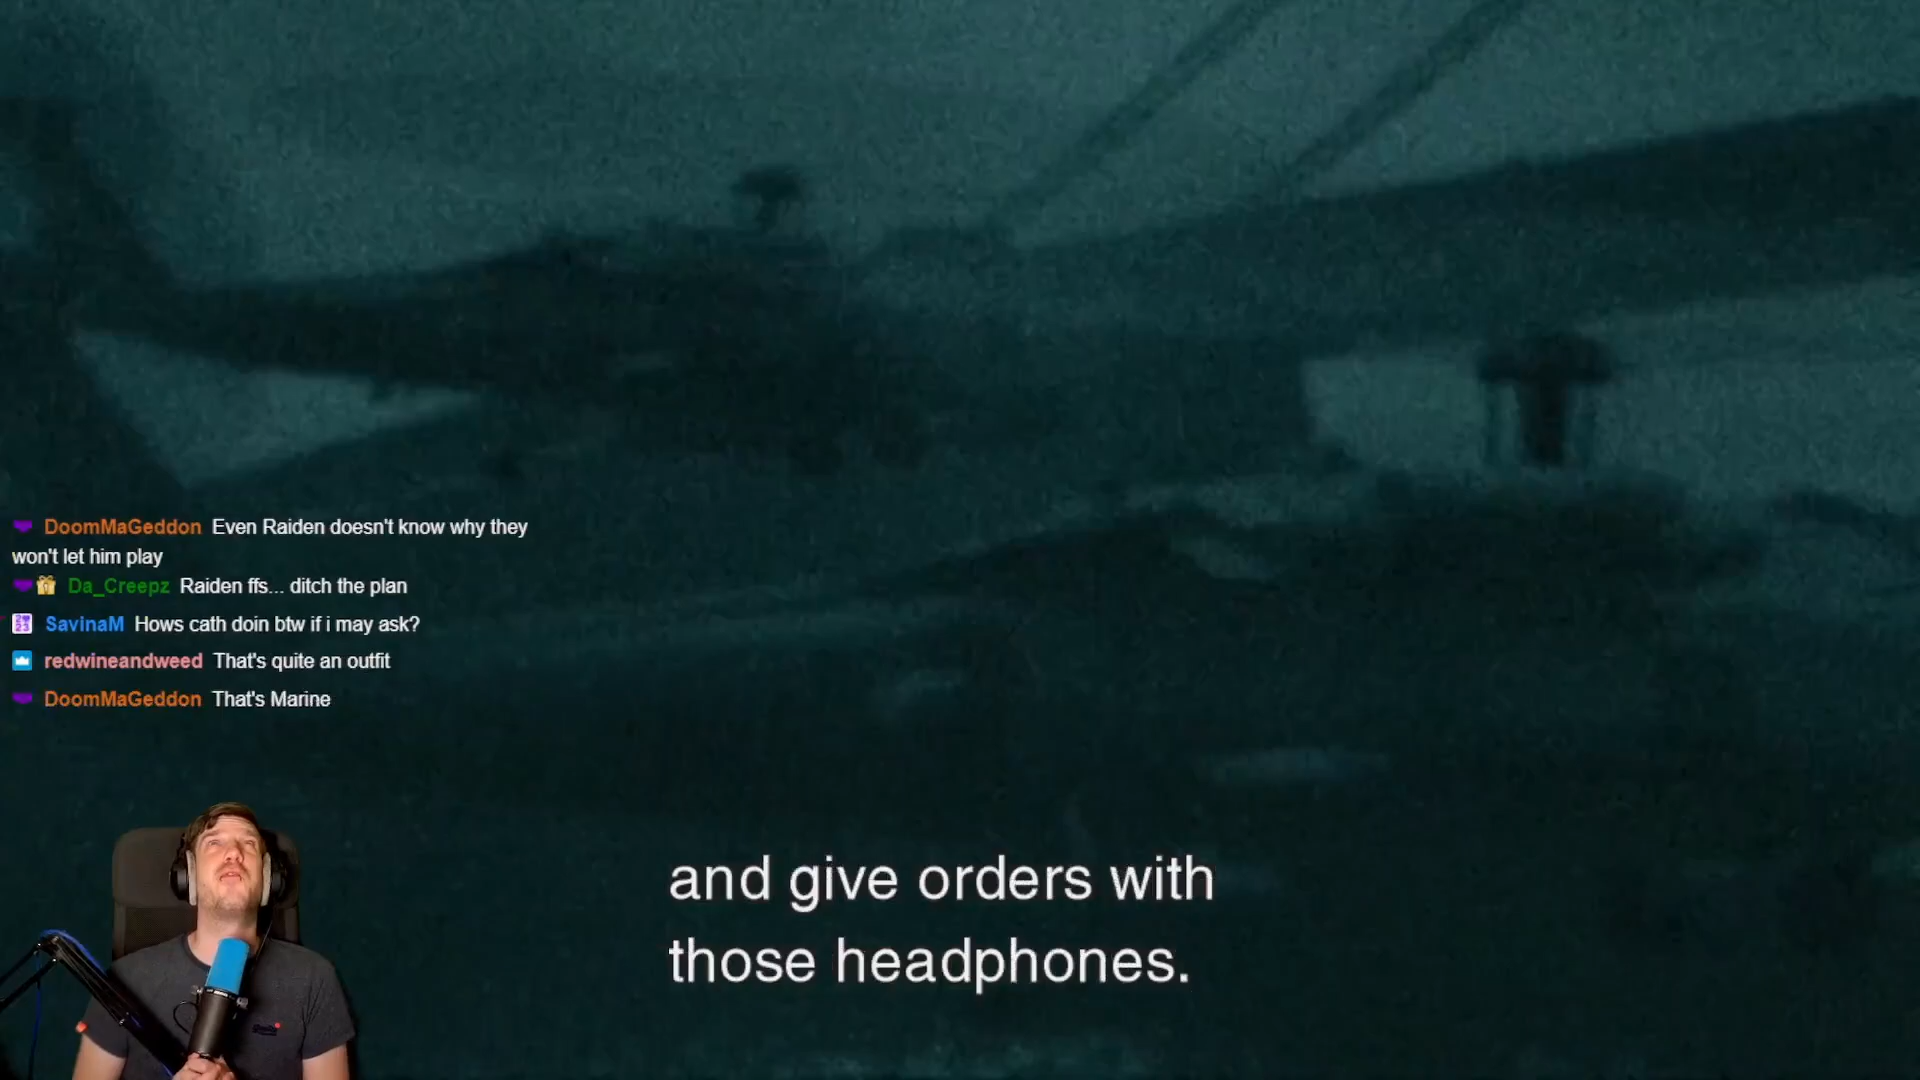 DoomMaGeddon Even Raiden doesn't know why they
won't let him play
Da_Creepz Raiden ffs... ditch the plan
SavinaM Hows cath doin btw if i may ask?
redwineandweed That's quite an outfit
DoomMaGeddon That's Marine
and give orders with
those headphones.